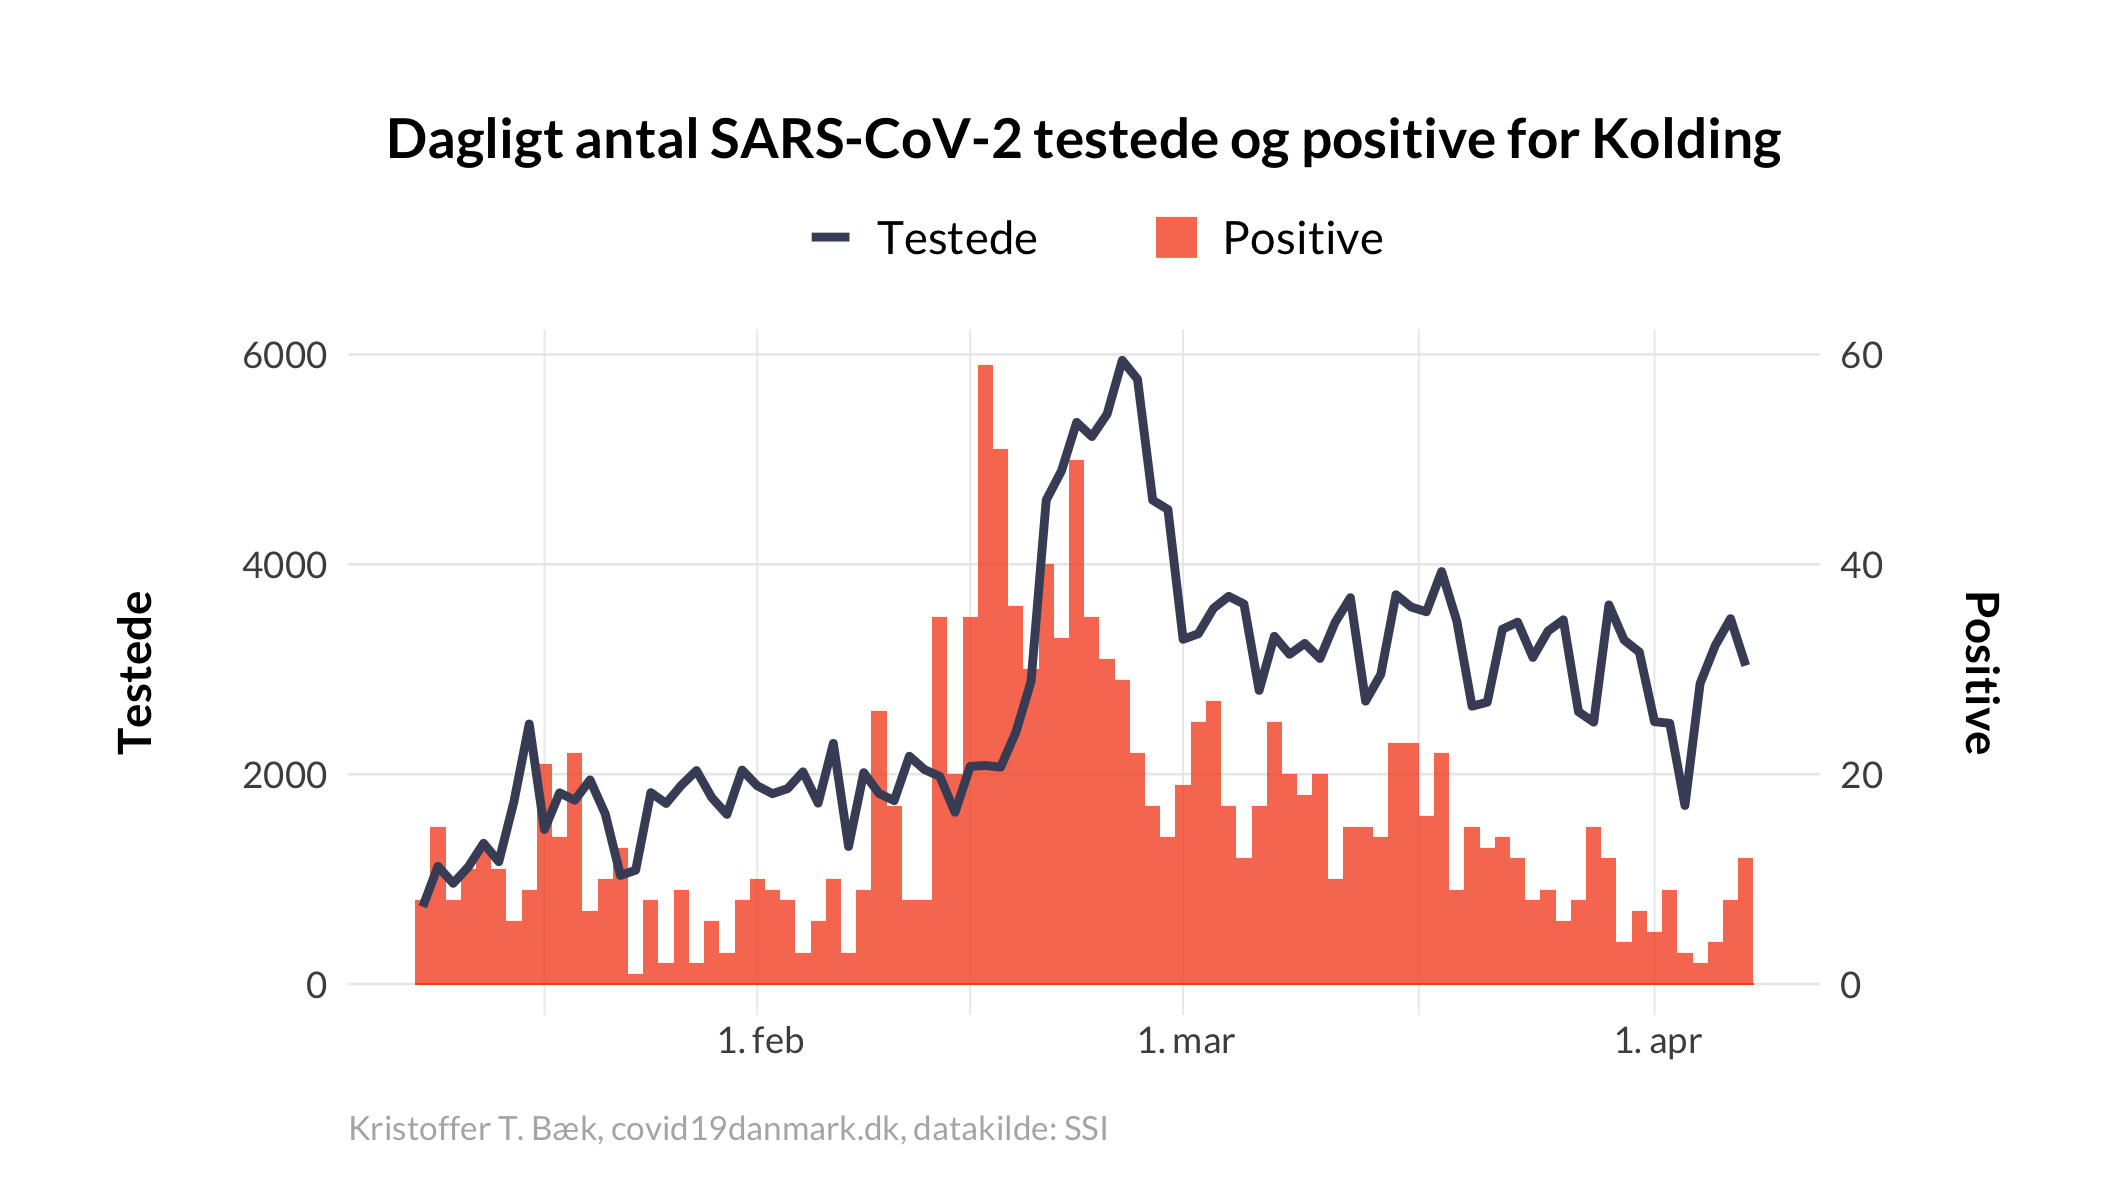 Dagligt antal SARS-CoV-2 testede og positive for Kolding
Testede
Positive
6000
4000
2000
0
Testede
60
40
20
0
Positive
1. feb
1. mar
1. apr
Kristoffer T. Bæk, covid19danmark.dk, datakilde: SSI